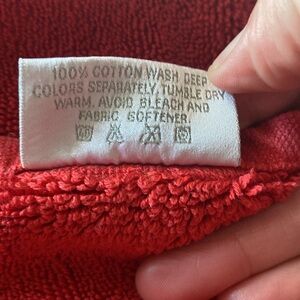 100% COTTON WASH DEEP
COLORS SEPARATELY, TUMBLE DRY
WARM. AVOID BLEACH AND
FABRIC SOFTENER.